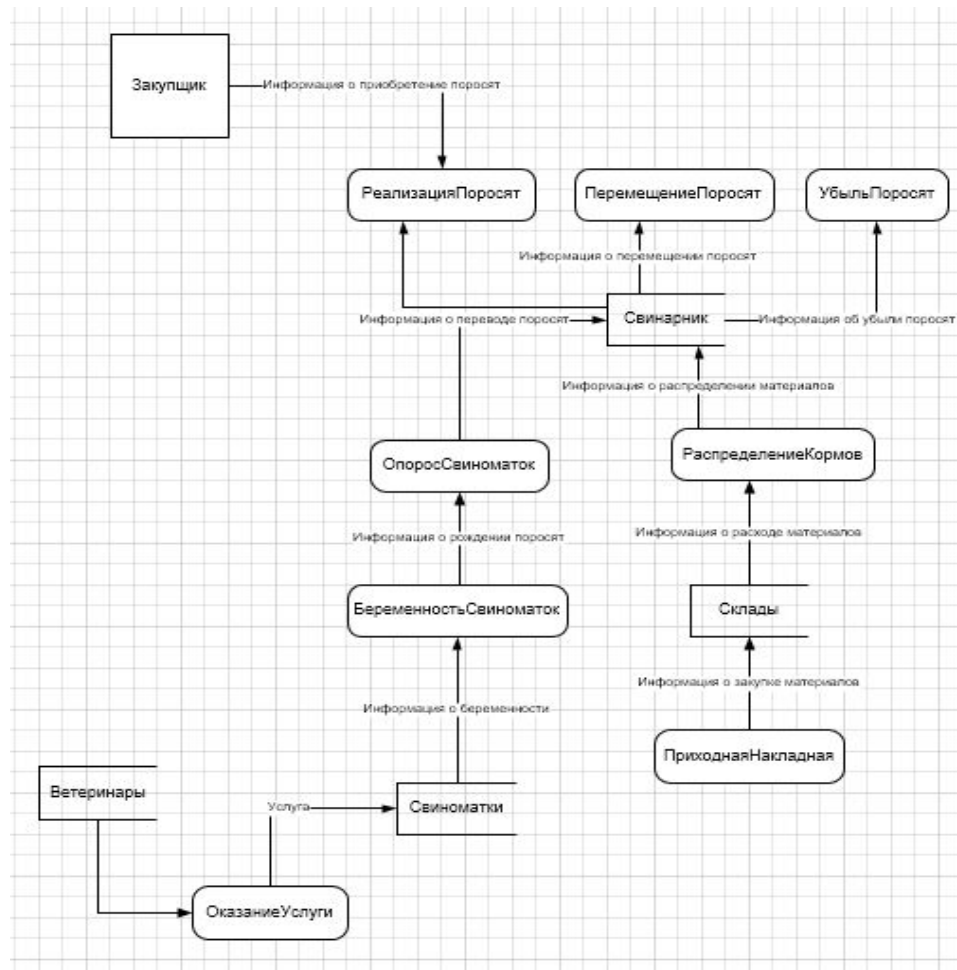 Закупщик
Информация о приобретение поросят
РеализацияПоросят
ПеремещениеПоросят
УбыльПоросят
Информация о перемещении поросят
Информация о переводе поросят
Свинарник
Информация об убыли поросят
Информация о распределении материалов
ОпоросСвиноматок
РаспределениеКормов
Информация о рождении поросят
Информация о расходе материалов
БеременностьСвиноматок
Склады
Информация о закупке материалов
Информация о беременности
ПриходнаяНакладная
Ветеринары
Услуга
Свиноматки
ОказаниеУслуги